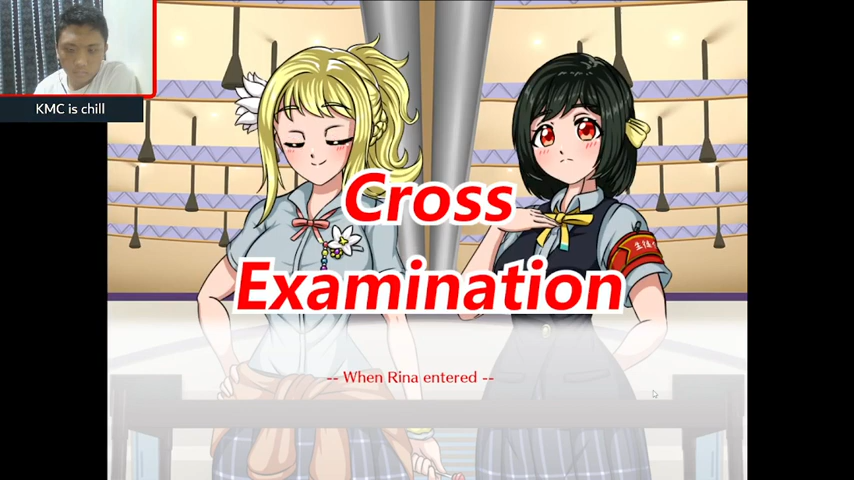 KMC is chill
Cross
Examination
-- When Rina entered --